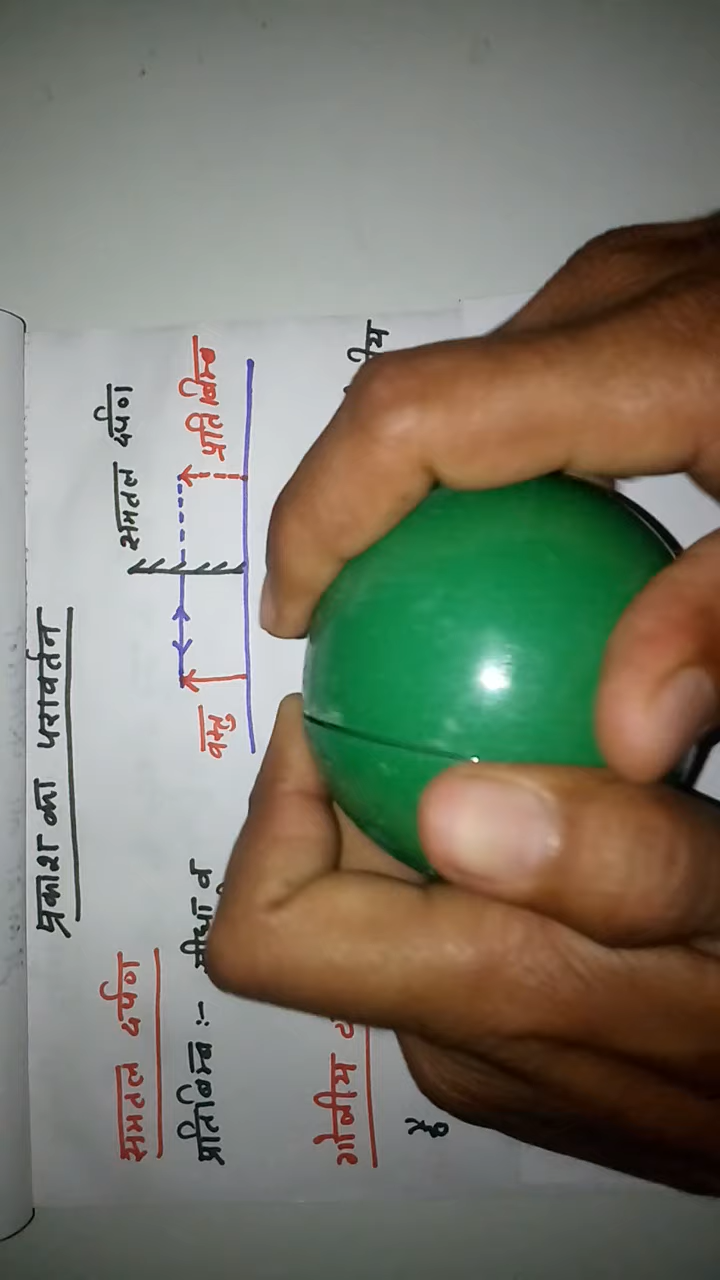 प्रकाश का परावर्तन
समतल दर्पण
समतल दर्पण
वस्तु
प्रतिबिम्ब
प्रतिबिम्ब :- सीधा व
गोलीय
है